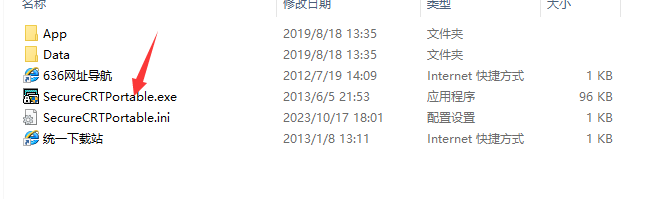 名称 修改日期 类型 大小
App 2019/8/18 13:35 文件夹
Data 2019/8/18 13:35 文件夹
636网址导航 2012/7/19 14:09 Internet 快捷方式 1 KB
SecureCRTPortable.exe 2013/6/5 21:53 应用程序 96 KB
SecureCRTPortable.ini 2023/10/17 18:01 配置设置 1 KB
统一下载站 2013/1/8 13:11 Internet 快捷方式 1 KB